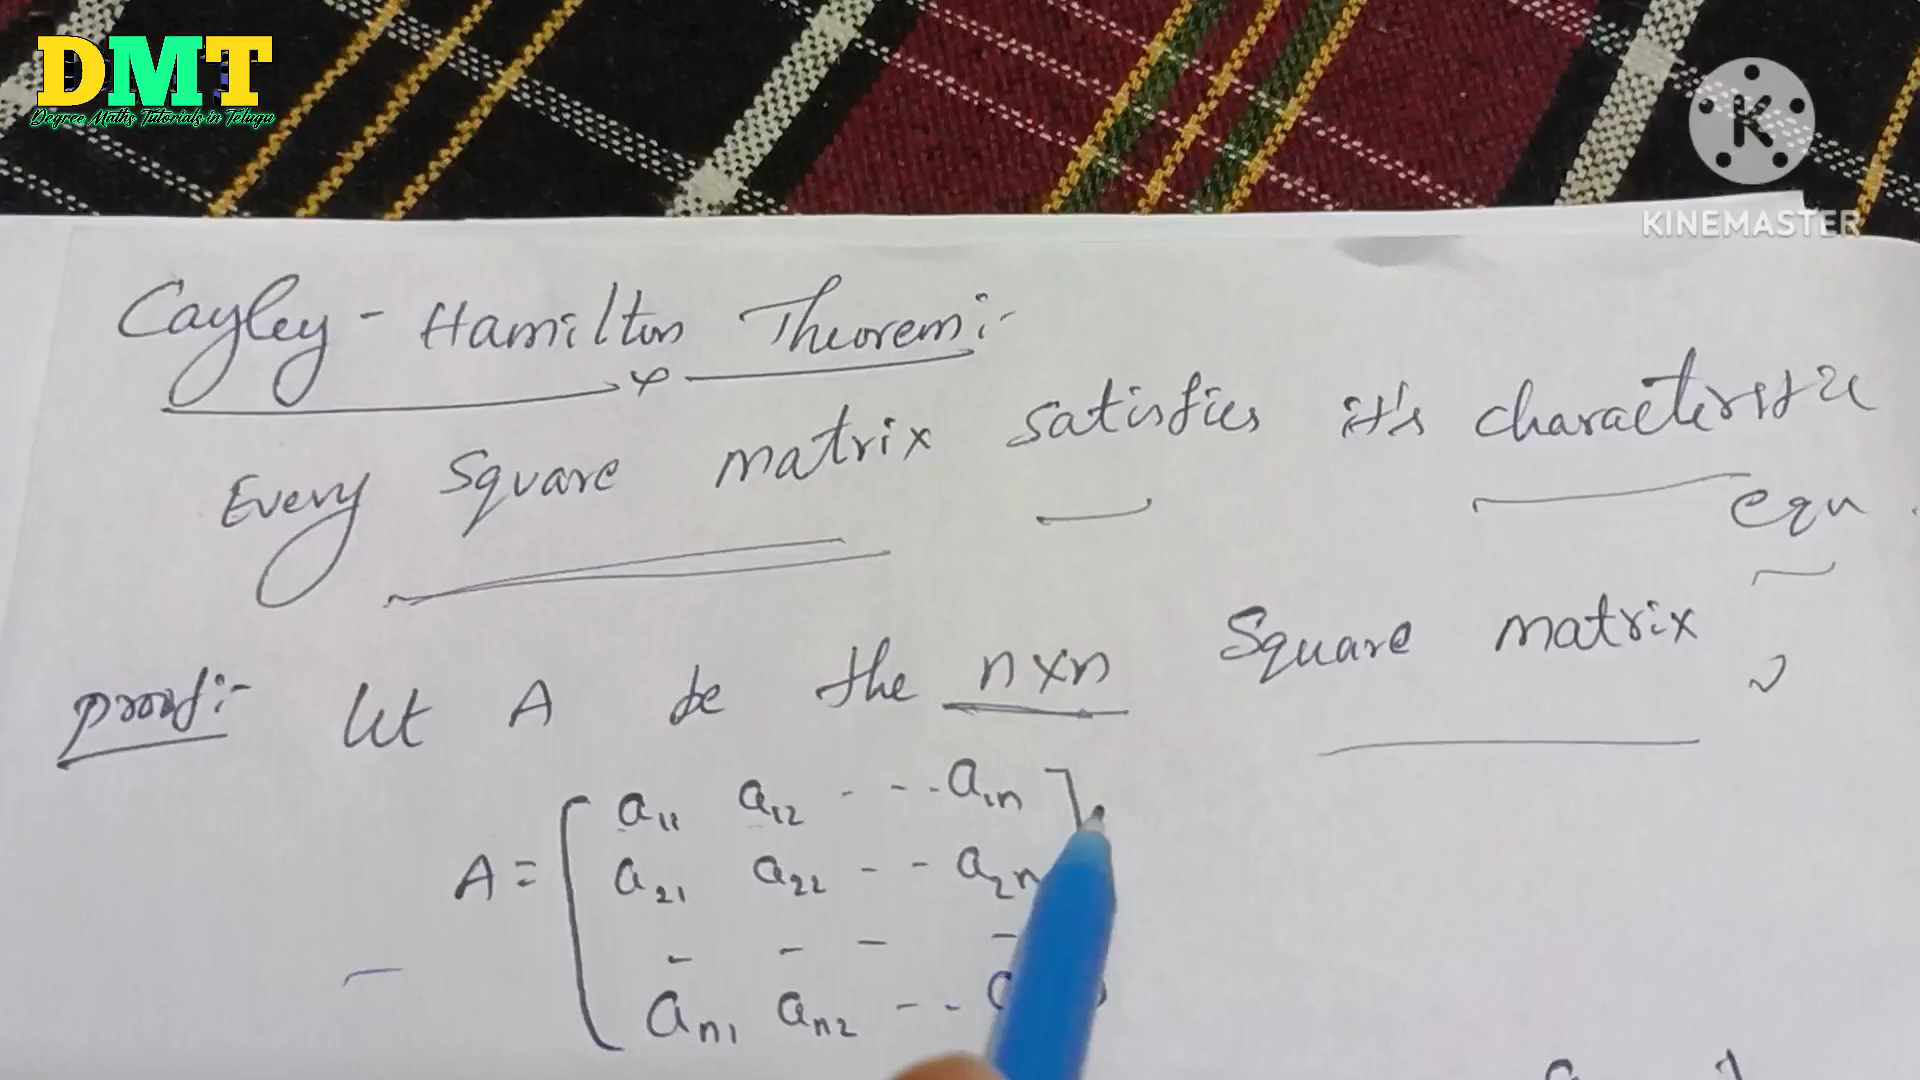 DMT
Degree Maths Tutorials in Telugu
K
KINEMASTER
Cayley - Hamilton Theorem :-
Every Square matrix satisfies it's characteristic
equ .
proof :- let A be the n×n Square matrix
A = [ a11 a12 - - - a1n ]
a21 a22 - - a2n
- - - -
an1 an2 - - -